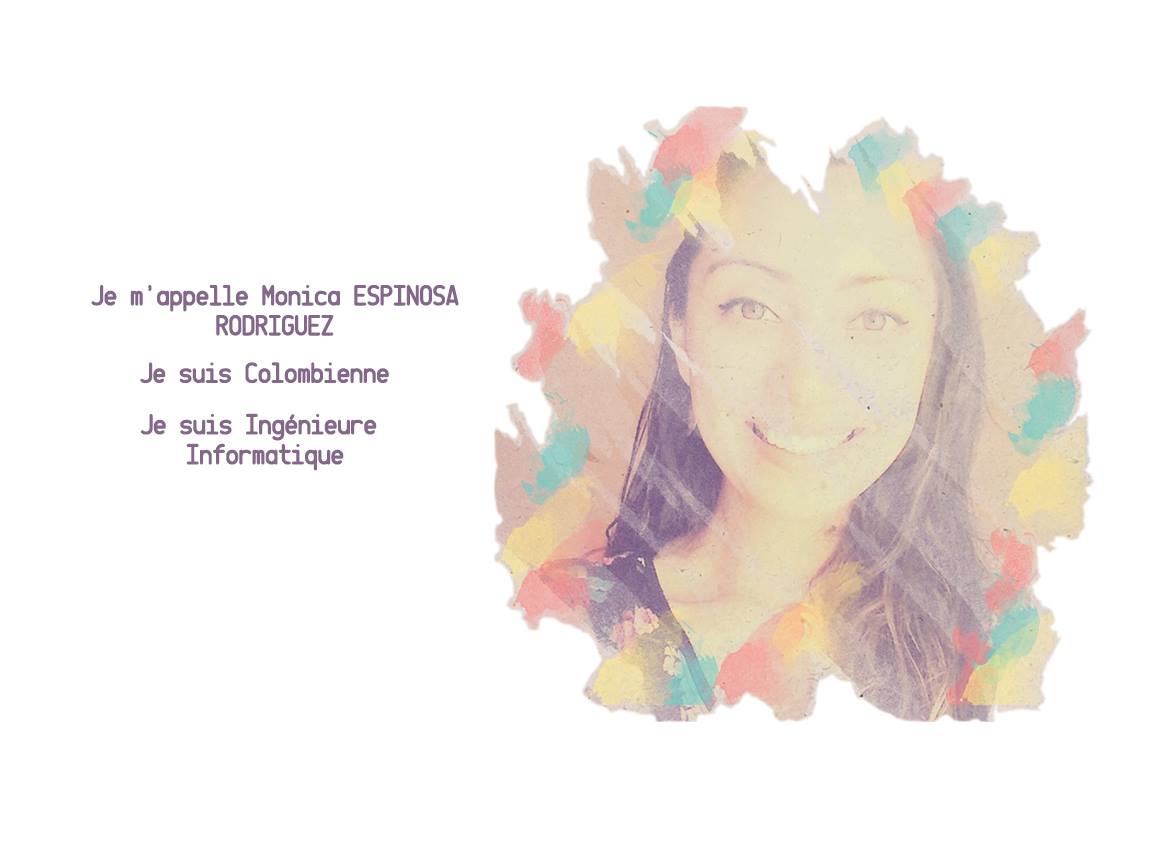 Je m'appelle Monica ESPINOSA
RODRIGUEZ
Je suis Colombienne
Je suis Ingénieure
Informatique